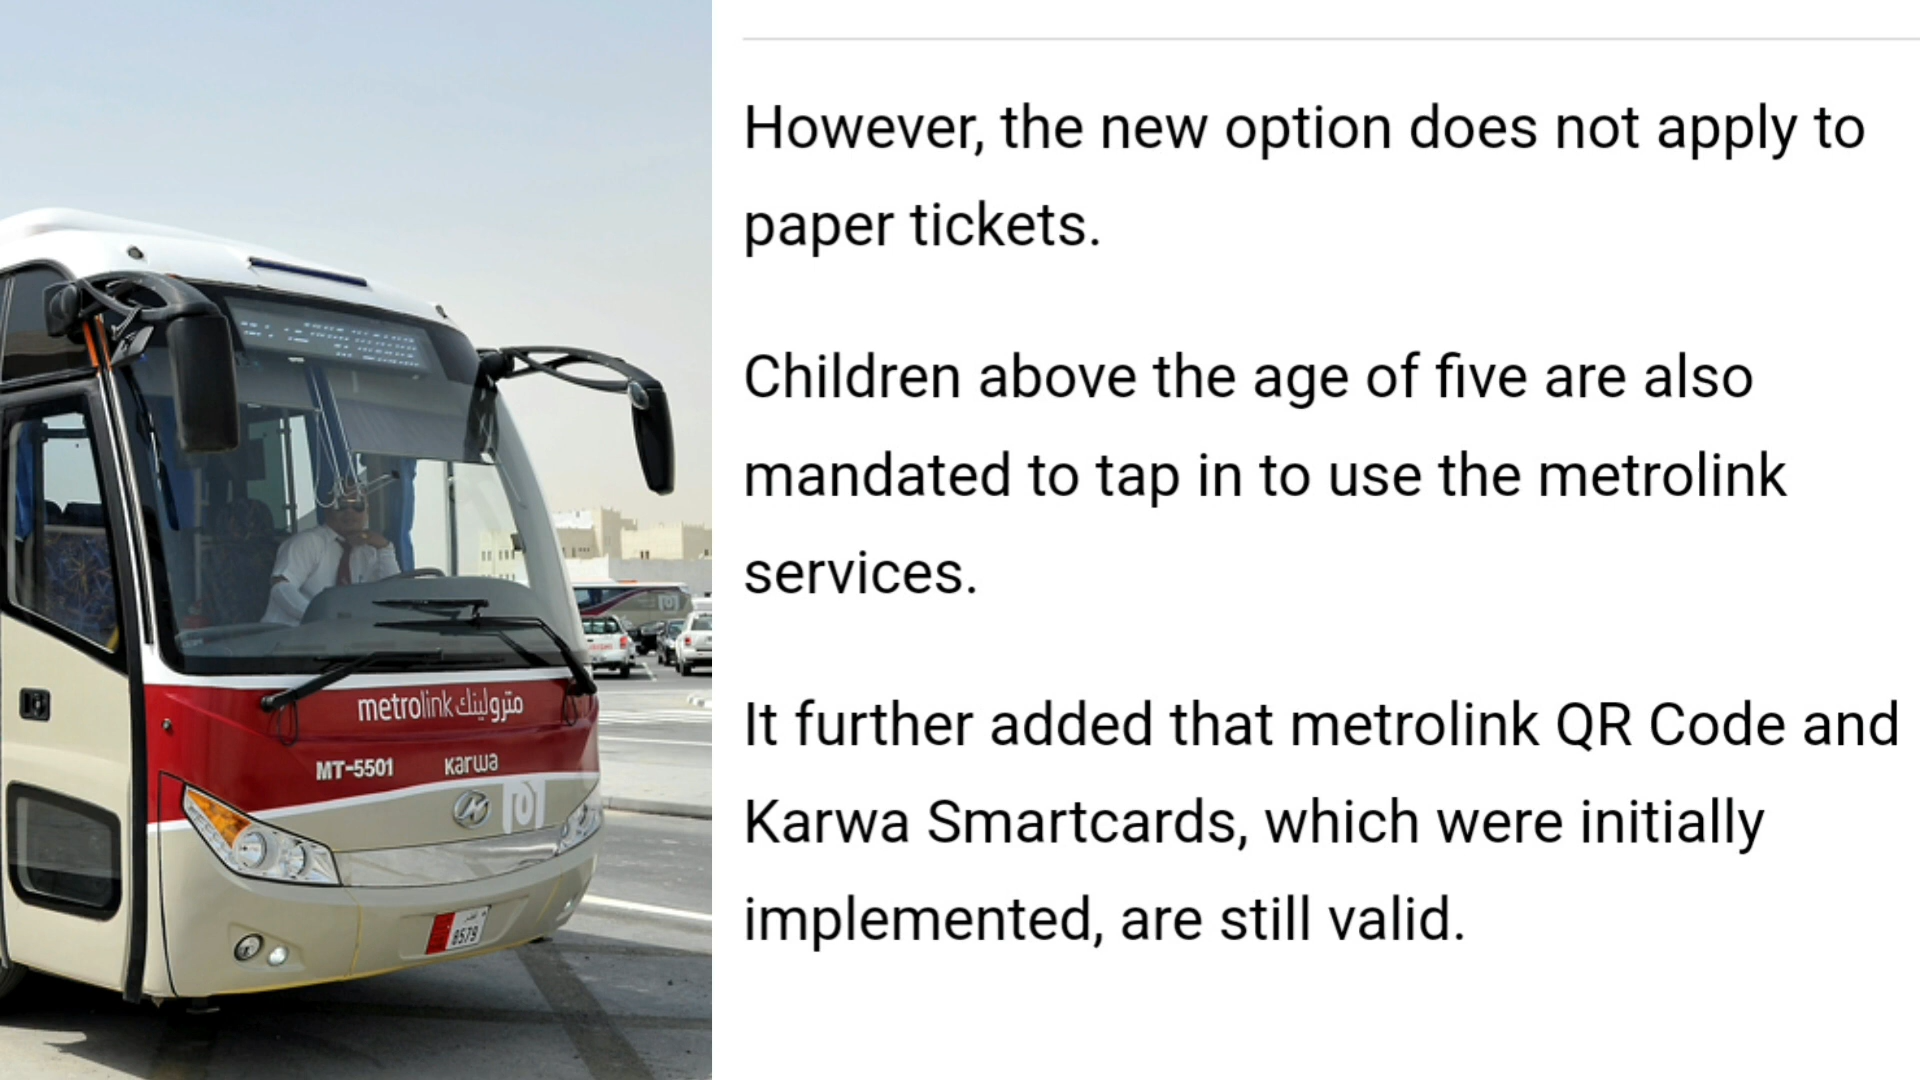 However, the new option does not apply to
paper tickets.
Children above the age of five are also
mandated to tap in to use the metrolink
services.
It further added that metrolink QR Code and
Karwa Smartcards, which were initially
implemented, are still valid.
metrolink مترولينك
MT-5501 karwa
قطر
8579